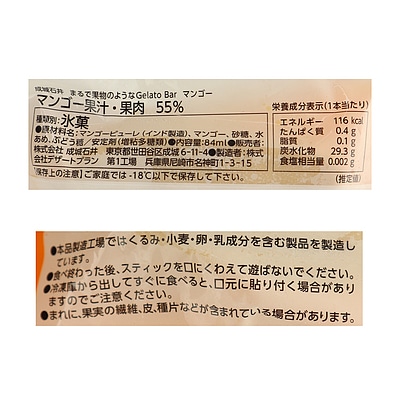 成城石井 まるで果物のようなGelato Bar マンゴー
マンゴー果汁・果肉 55%
種類別:氷菓
●原材料名:マンゴーピューレ(インド製造)、マンゴー、砂糖、水
あめ、ぶどう糖/安定剤(増粘多糖類)●内容量:84ml●販売者:
株式会社 成城石井 東京都世田谷区成城6-11-4●製造者:株式
会社デザートプラン 第1工場 兵庫県尼崎市名神町1-3-15
〈保存上の注意〉ご家庭では-18℃以下で保存して下さい。
栄養成分表示(1本当たり)
エネルギー 116 kcal
たんぱく質 0.4 g
脂質 0.1 g
炭水化物 29.3 g
食塩相当量 0.002 g
(推定値)
●本品製造工場ではくるみ・小麦・卵・乳成分を含む製品を製造し
ています。
●食べ終わった後、スティックを口にくわえて遊ばないでください。
●冷凍庫から出してすぐに食べると、口元に貼り付く場合があり
ますのでご注意ください。
●まれに、果実の繊維、皮、種片などが含まれている場合があります。